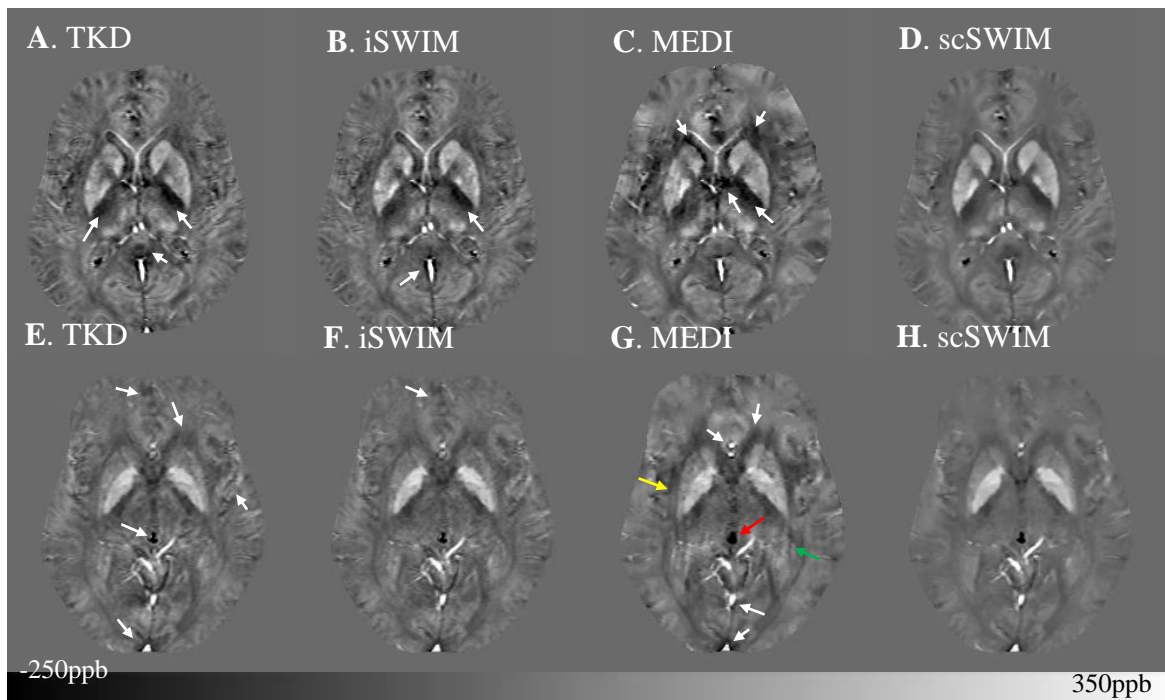 A. TKD
B. iSWIM
C. MEDI
D. scSWIM
E. TKD
F. iSWIM
G. MEDI
H. scSWIM
-250ppb
350ppb